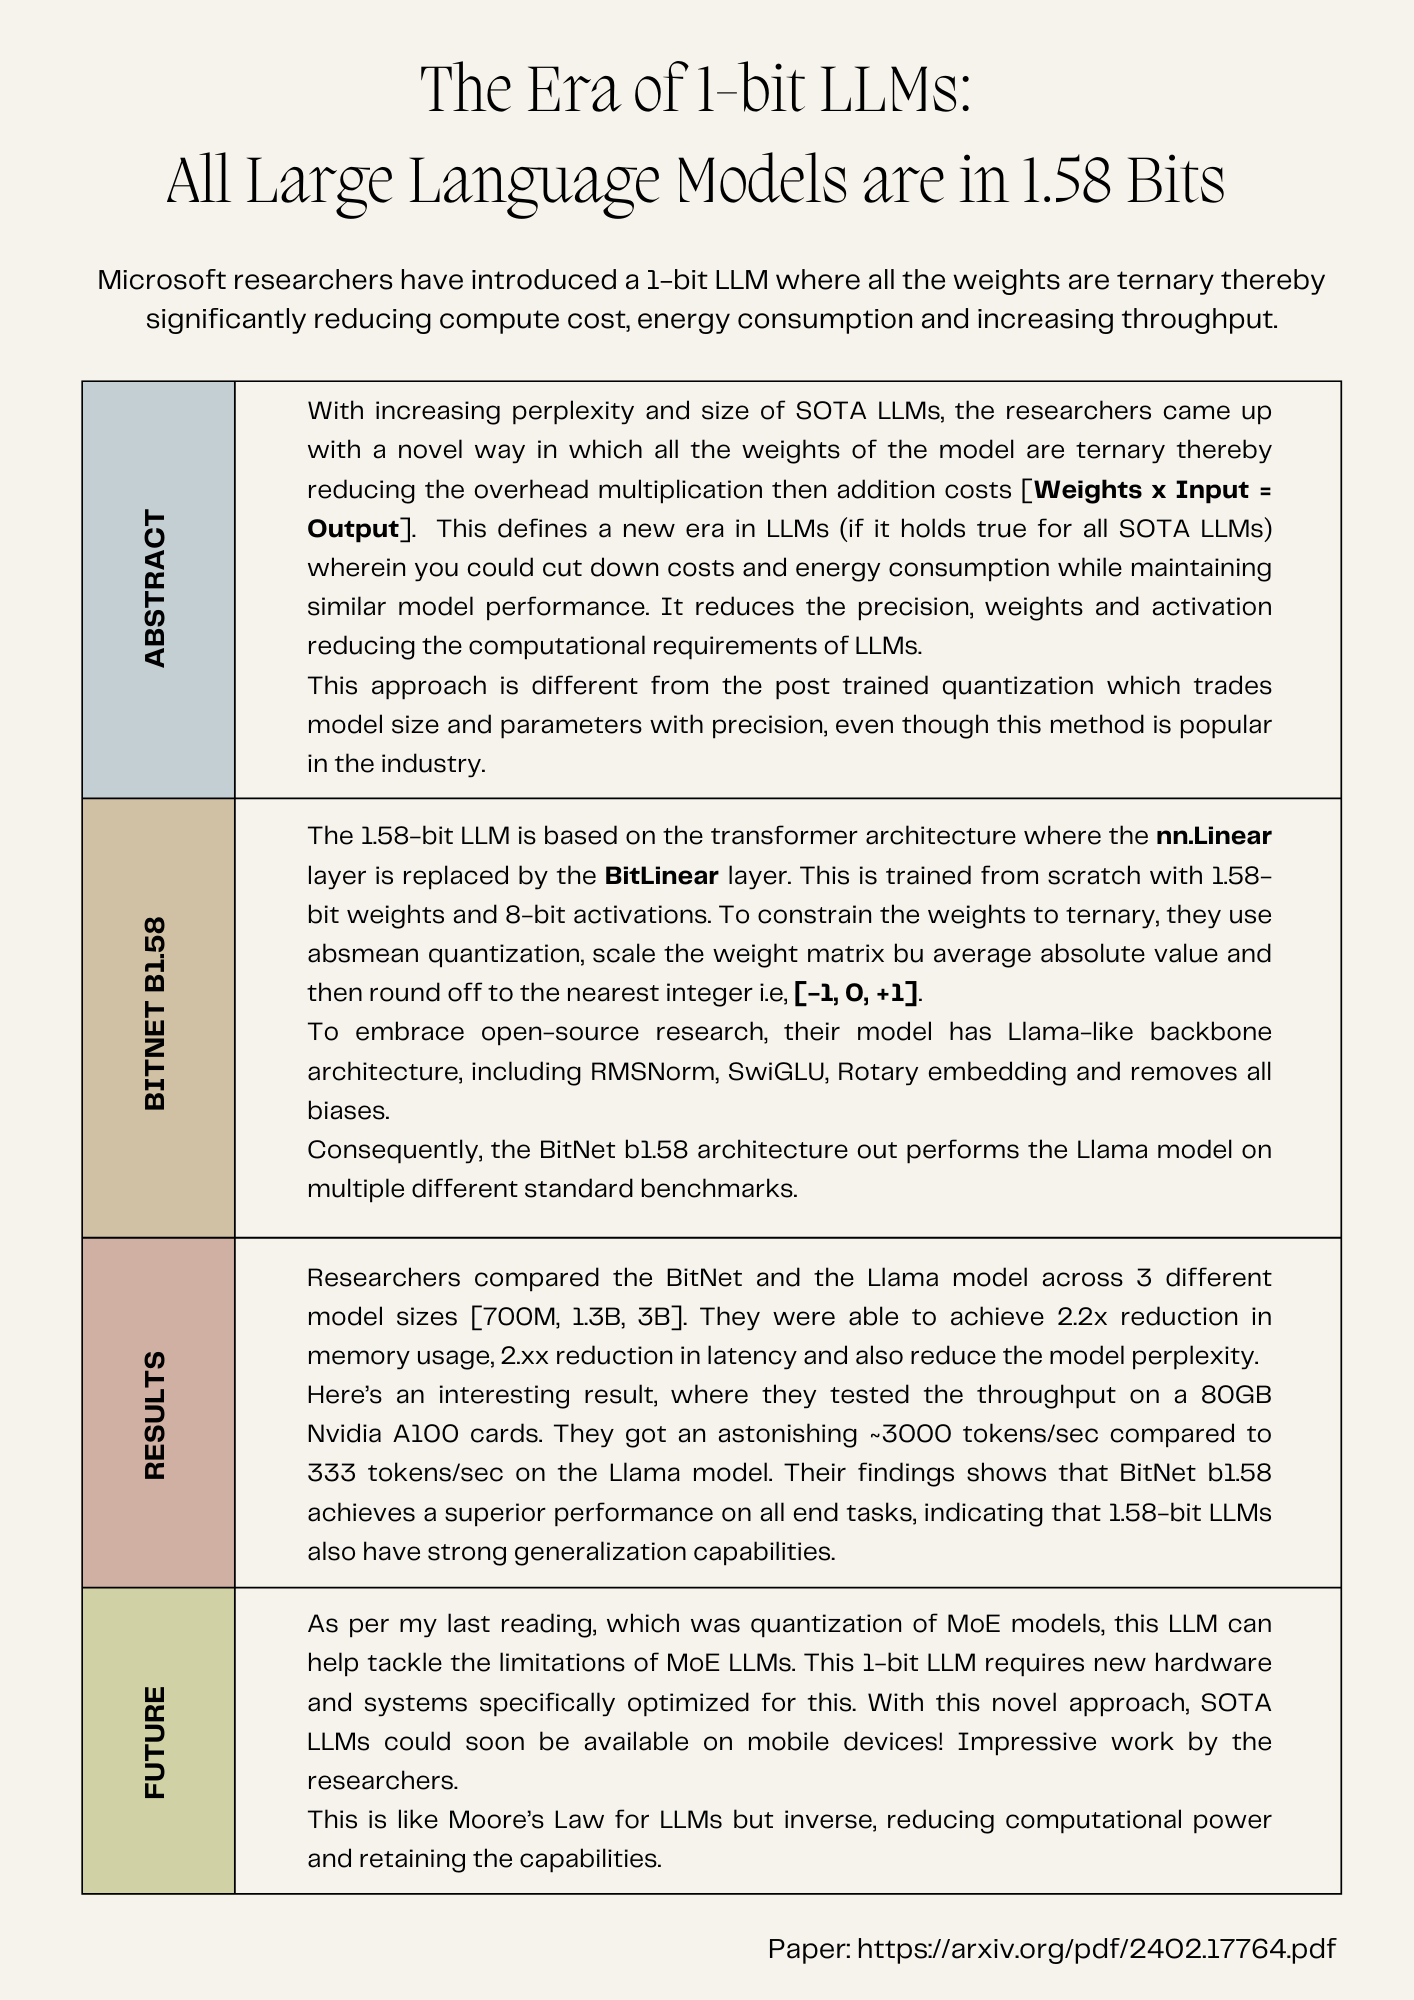 The Era of 1-bit LLMs:
All Large Language Models are in 1.58 Bits
Microsoft researchers have introduced a 1-bit LLM where all the weights are ternary thereby
significantly reducing compute cost, energy consumption and increasing throughput.
ABSTRACT
With increasing perplexity and size of SOTA LLMs, the researchers came up
with a novel way in which all the weights of the model are ternary thereby
reducing the overhead multiplication then addition costs [Weights x Input =
Output].  This defines a new era in LLMs (if it holds true for all SOTA LLMs)
wherein you could cut down costs and energy consumption while maintaining
similar model performance. It reduces the precision, weights and activation
reducing the computational requirements of LLMs.
This approach is different from the post trained quantization which trades
model size and parameters with precision, even though this method is popular
in the industry.
BITNET B1.58
The 1.58-bit LLM is based on the transformer architecture where the nn.Linear
layer is replaced by the BitLinear layer. This is trained from scratch with 1.58-
bit weights and 8-bit activations. To constrain the weights to ternary, they use
absmean quantization, scale the weight matrix bu average absolute value and
then round off to the nearest integer i.e, [-1, 0, +1].
To embrace open-source research, their model has Llama-like backbone
architecture, including RMSNorm, SwiGLU, Rotary embedding and removes all
biases.
Consequently, the BitNet b1.58 architecture out performs the Llama model on
multiple different standard benchmarks.
RESULTS
Researchers compared the BitNet and the Llama model across 3 different
model sizes [700M, 1.3B, 3B]. They were able to achieve 2.2x reduction in
memory usage, 2.xx reduction in latency and also reduce the model perplexity.
Here’s an interesting result, where they tested the throughput on a 80GB
Nvidia A100 cards. They got an astonishing ~3000 tokens/sec compared to
333 tokens/sec on the Llama model. Their findings shows that BitNet b1.58
achieves a superior performance on all end tasks, indicating that 1.58-bit LLMs
also have strong generalization capabilities.
FUTURE
As per my last reading, which was quantization of MoE models, this LLM can
help tackle the limitations of MoE LLMs. This 1-bit LLM requires new hardware
and systems specifically optimized for this. With this novel approach, SOTA
LLMs could soon be available on mobile devices! Impressive work by the
researchers.
This is like Moore’s Law for LLMs but inverse, reducing computational power
and retaining the capabilities.
Paper: https://arxiv.org/pdf/2402.17764.pdf